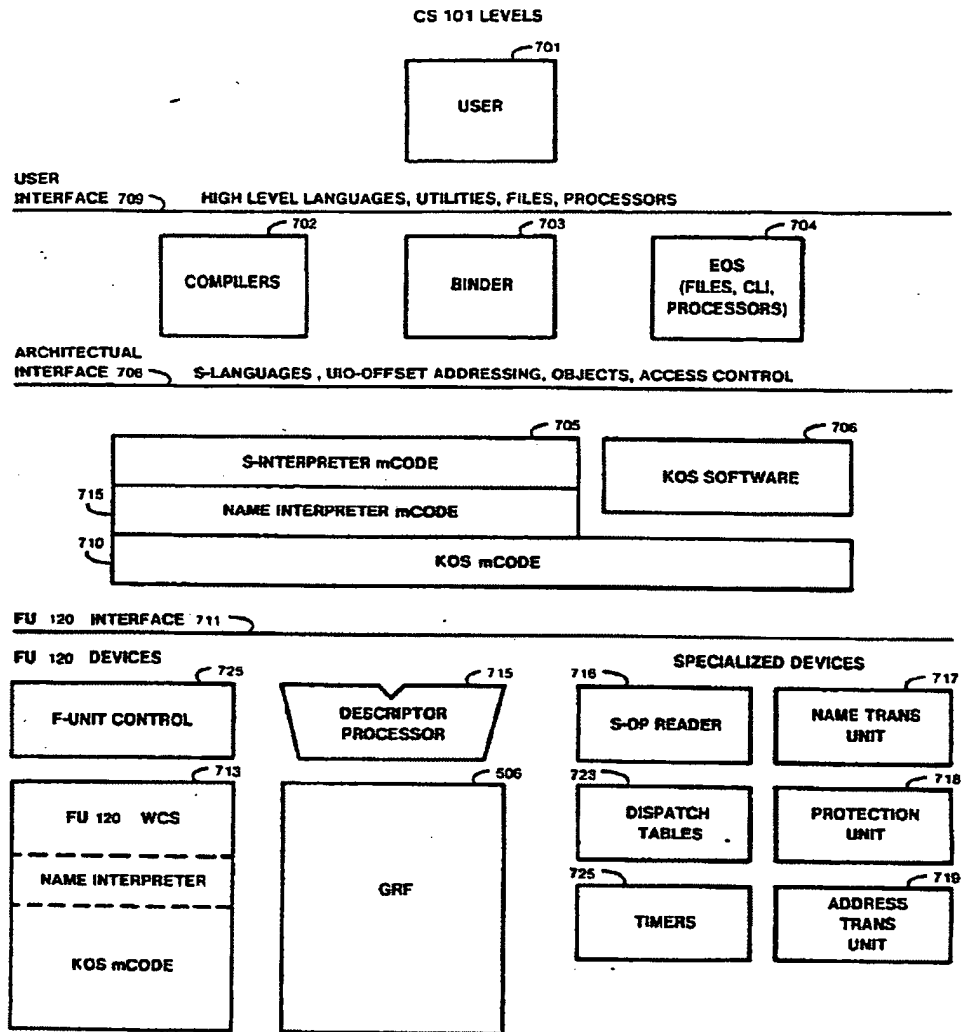 CS 101 LEVELS
701
USER
USER
INTERFACE 709 HIGH LEVEL LANGUAGES, UTILITIES, FILES, PROCESSORS
702 703 704
COMPILERS
BINDER
EOS
(FILES, CLI,
PROCESSORS)
ARCHITECTUAL
INTERFACE 708 S-LANGUAGES , UIO-OFFSET ADDRESSING, OBJECTS, ACCESS CONTROL
705 706
S-INTERPRETER mCODE
KOS SOFTWARE
715
NAME INTERPRETER mCODE
710
KOS mCODE
FU 120 INTERFACE 711
FU 120 DEVICES
SPECIALIZED DEVICES
725 715 716 717
F-UNIT CONTROL
DESCRIPTOR
PROCESSOR
S-OP READER
NAME TRANS
UNIT
713 506 723 718
FU 120 WCS
DISPATCH
TABLES
PROTECTION
UNIT
NAME INTERPRETER
GRF
725 719
TIMERS
ADDRESS
TRANS
UNIT
KOS mCODE